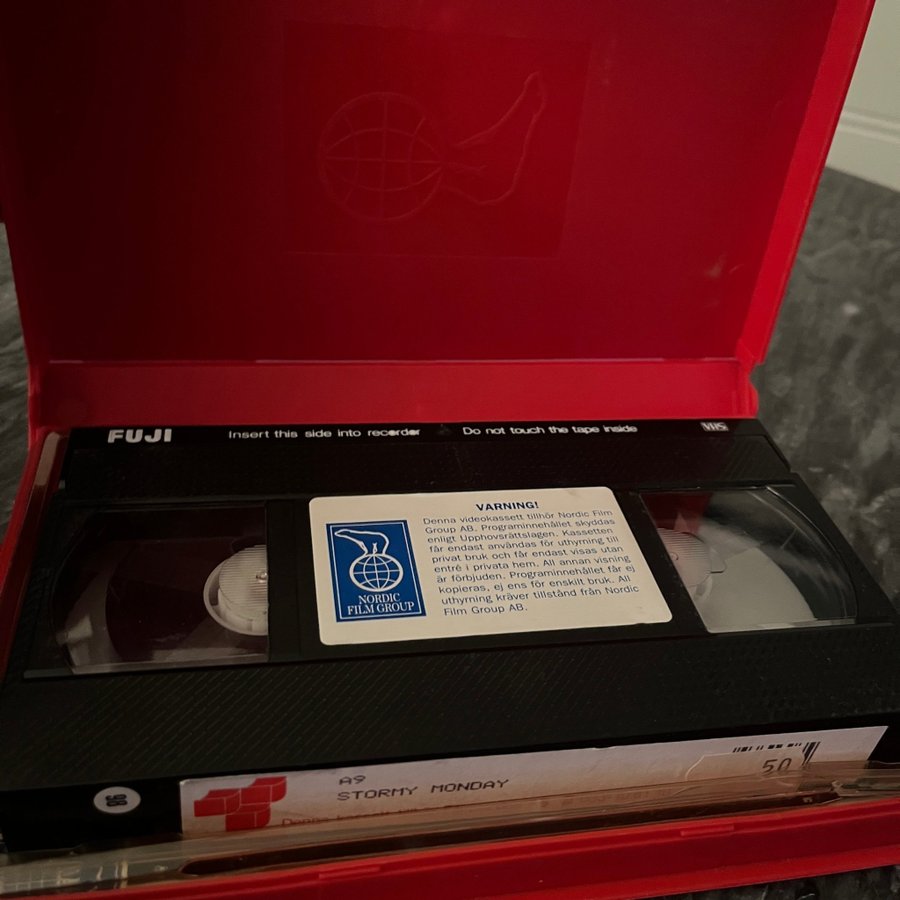 FUJI
Insert this side into recorder
Do not touch the tape inside
VHS
VARNING!
Denna videokassett tillhör Nordic Film
Group AB. Programinnehållet skyddas
enligt Upphovsrättslagen. Kassetten
får endast användas för uthyrning till
privat bruk och får endast visas utan
entré i privata hem. All annan visning
är förbjuden. Programinnehållet får ej
kopieras, ej ens för enskilt bruk. All
uthyrning kräver tillstånd från Nordic
Film Group AB.
NORDIC
FILM GROUP
A9
STORMY MONDAY
50
Denna kassett